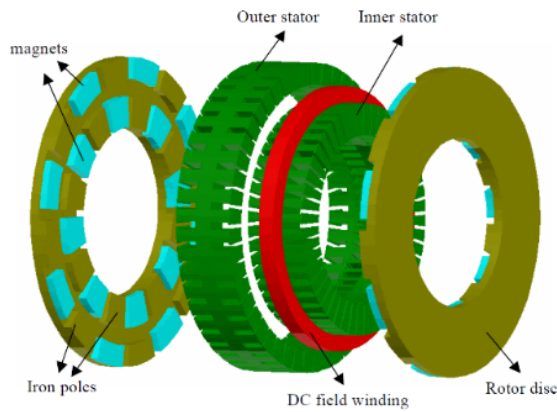 Outer stator
Inner stator
magnets
Iron poles
DC field winding
Rotor disc